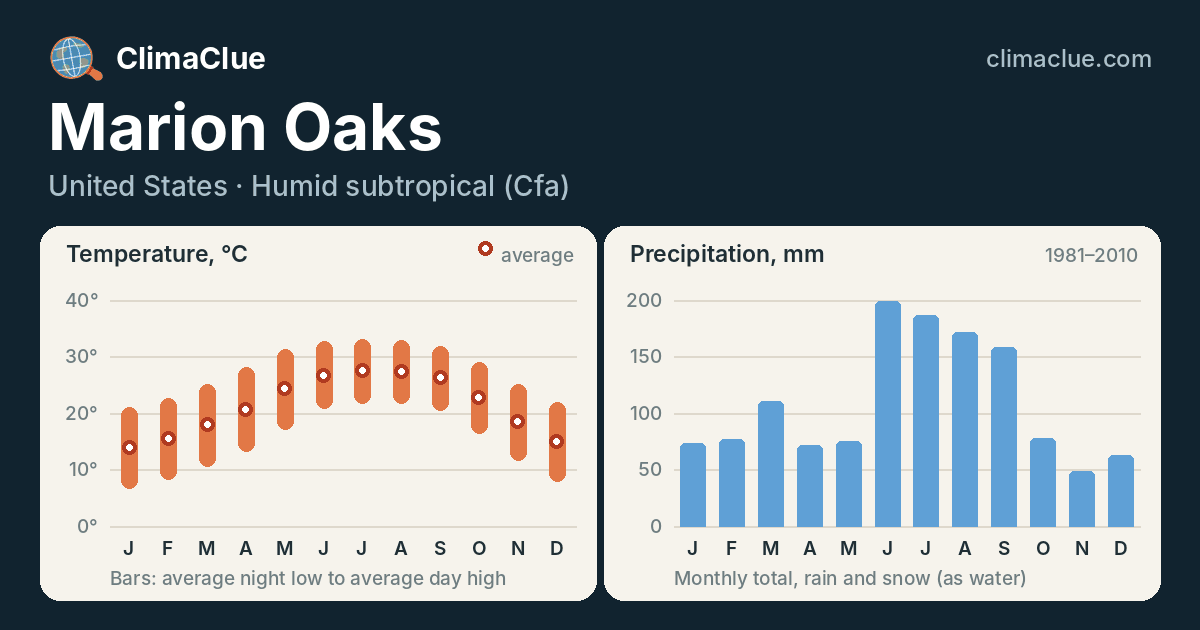 ClimaClue
climaclue.com
Marion Oaks
United States · Humid subtropical (Cfa)
Temperature, °C
average
40°
30°
20°
10°
0°
J F M A M J J A S O N D
Bars: average night low to average day high
Precipitation, mm
1981–2010
200
150
100
50
0
J F M A M J J A S O N D
Monthly total, rain and snow (as water)